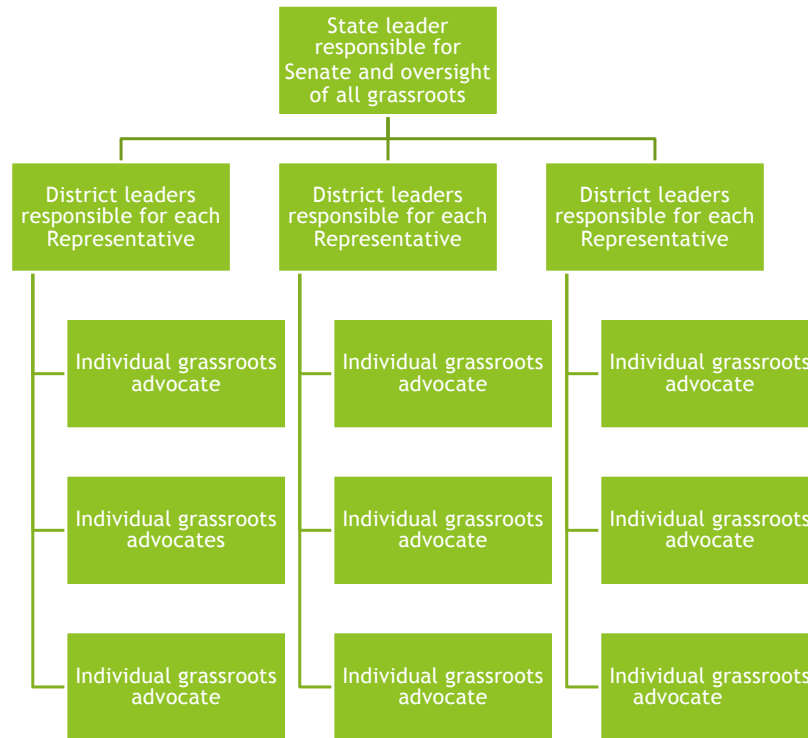 State leader
responsible for
Senate and oversight
of all grassroots
District leaders
responsible for each
Representative
District leaders
responsible for each
Representative
District leaders
responsible for each
Representative
Individual grassroots
advocate
Individual grassroots
advocate
Individual grassroots
advocate
Individual grassroots
advocates
Individual grassroots
advocate
Individual grassroots
advocate
Individual grassroots
advocate
Individual grassroots
advocate
Individual grassroots
advocate